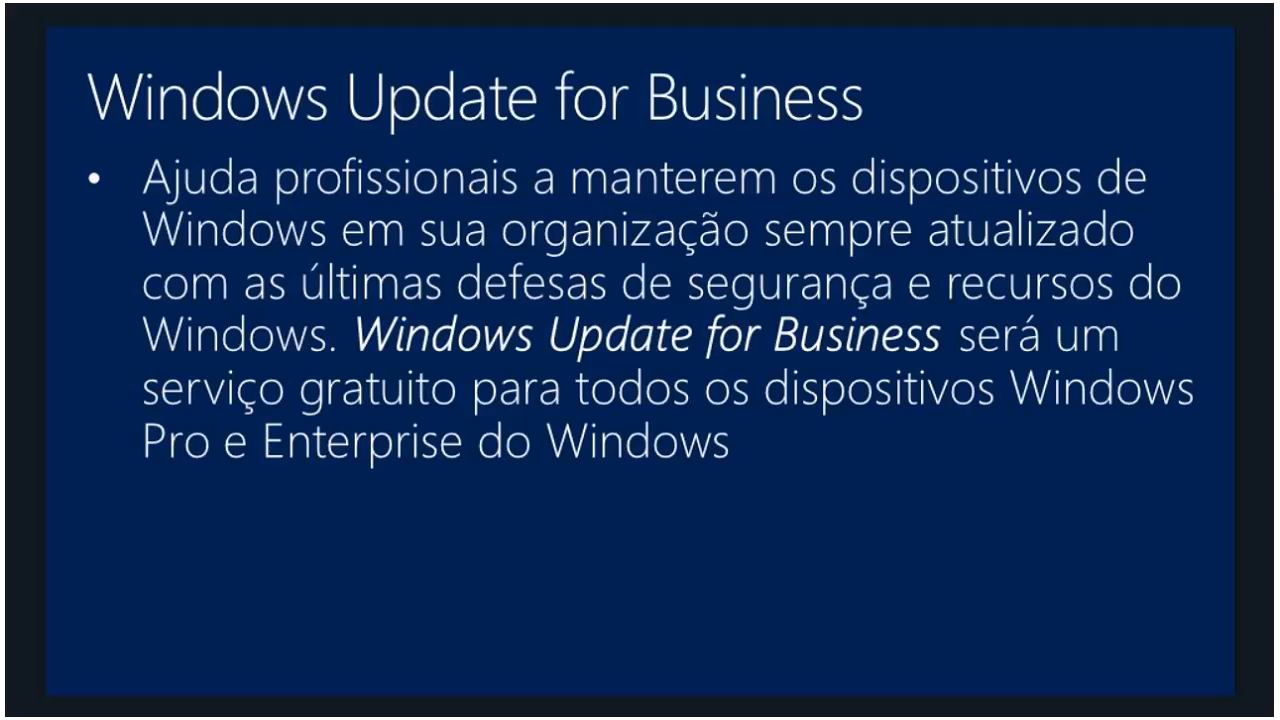 Windows Update for Business
• Ajuda profissionais a manterem os dispositivos de
Windows em sua organização sempre atualizado
com as últimas defesas de segurança e recursos do
Windows. Windows Update for Business será um
serviço gratuito para todos os dispositivos Windows
Pro e Enterprise do Windows